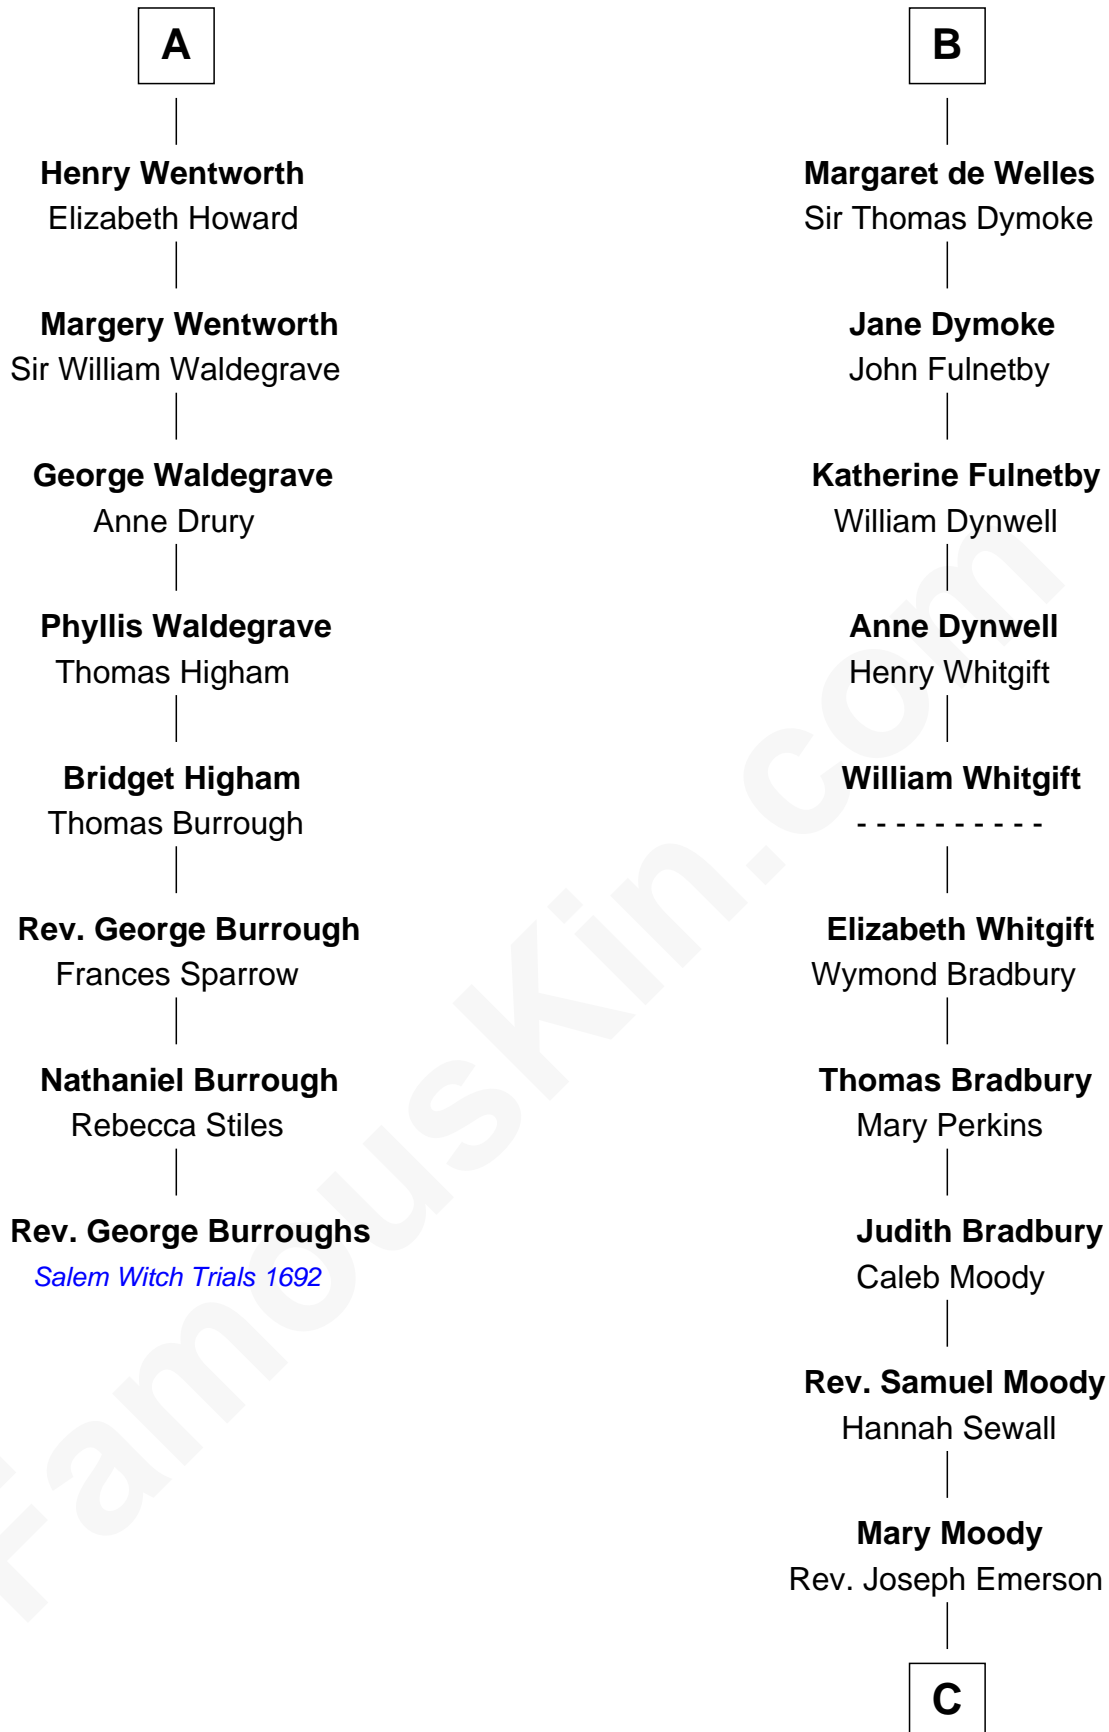 A
Henry Wentworth
Elizabeth Howard
Margery Wentworth
Sir William Waldegrave
George Waldegrave
Anne Drury
Phyllis Waldegrave
Thomas Higham
Bridget Higham
Thomas Burrough
Rev. George Burrough
Frances Sparrow
Nathaniel Burrough
Rebecca Stiles
Rev. George Burroughs
Salem Witch Trials 1692
B
Margaret de Welles
Sir Thomas Dymoke
Jane Dymoke
John Fulnetby
Katherine Fulnetby
William Dynwell
Anne Dynwell
Henry Whitgift
William Whitgift
- - - - - - - - - -
Elizabeth Whitgift
Wymond Bradbury
Thomas Bradbury
Mary Perkins
Judith Bradbury
Caleb Moody
Rev. Samuel Moody
Hannah Sewall
Mary Moody
Rev. Joseph Emerson
C
FamousKin.com